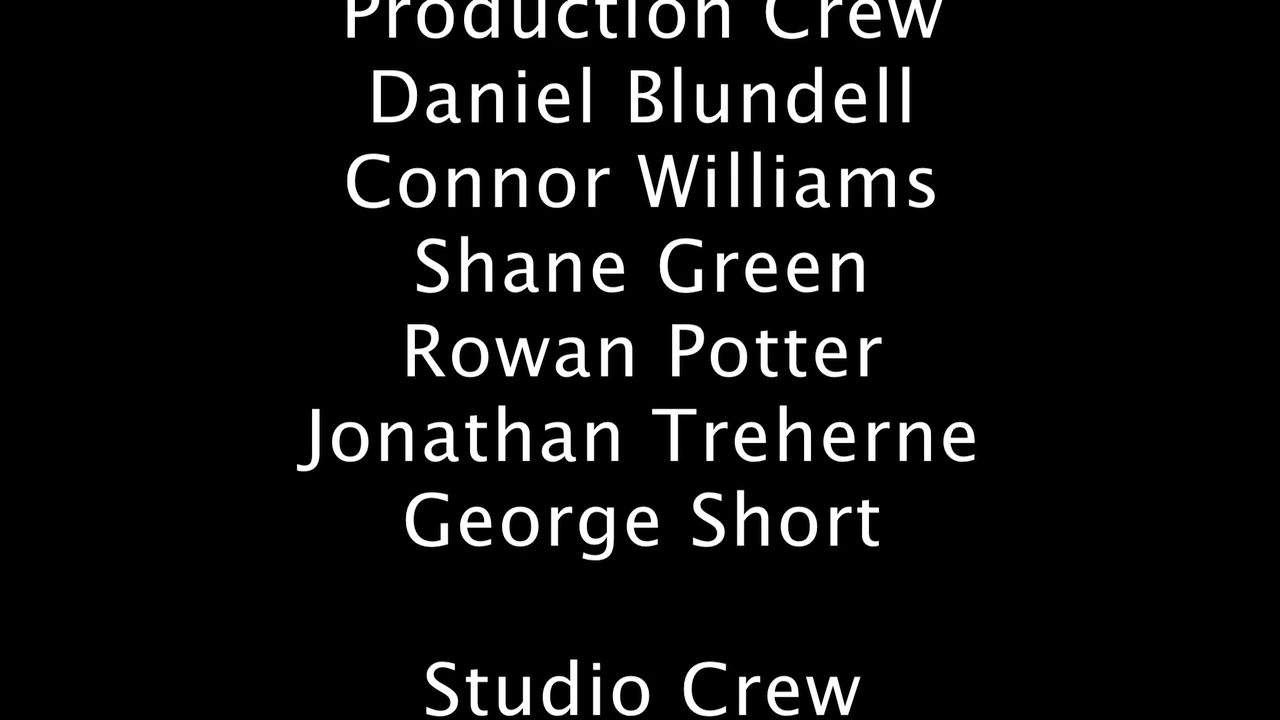 Production Crew
Daniel Blundell
Connor Williams
Shane Green
Rowan Potter
Jonathan Treherne
George Short
Studio Crew